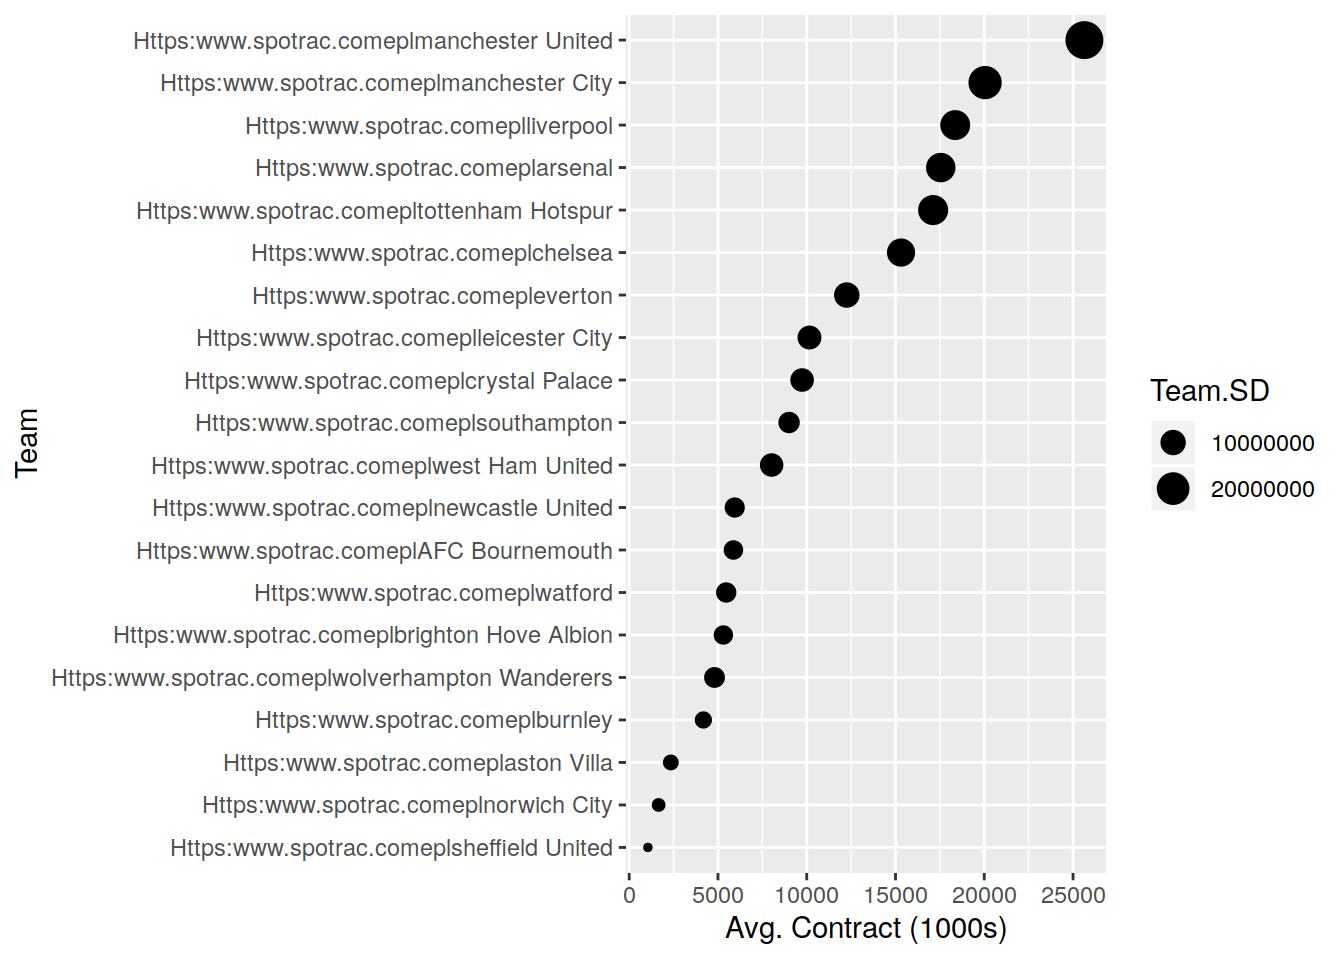 Https:www.spotrac.comeplmanchester United
Https:www.spotrac.comeplmanchester City
Https:www.spotrac.comeplliverpool
Https:www.spotrac.comeplarsenal
Https:www.spotrac.comepltottenham Hotspur
Https:www.spotrac.comeplchelsea
Https:www.spotrac.comepleverton
Https:www.spotrac.comeplleicester City
Https:www.spotrac.comeplcrystal Palace
Https:www.spotrac.comeplsouthampton
Https:www.spotrac.comeplwest Ham United
Https:www.spotrac.comeplnewcastle United
Https:www.spotrac.comeplAFC Bournemouth
Https:www.spotrac.comeplwatford
Https:www.spotrac.comeplbrighton Hove Albion
Https:www.spotrac.comeplwolverhampton Wanderers
Https:www.spotrac.comeplburnley
Https:www.spotrac.comeplaston Villa
Https:www.spotrac.comeplnorwich City
Https:www.spotrac.comeplsheffield United
Team
0 5000 10000 15000 20000 25000
Avg. Contract (1000s)
Team.SD
10000000
20000000